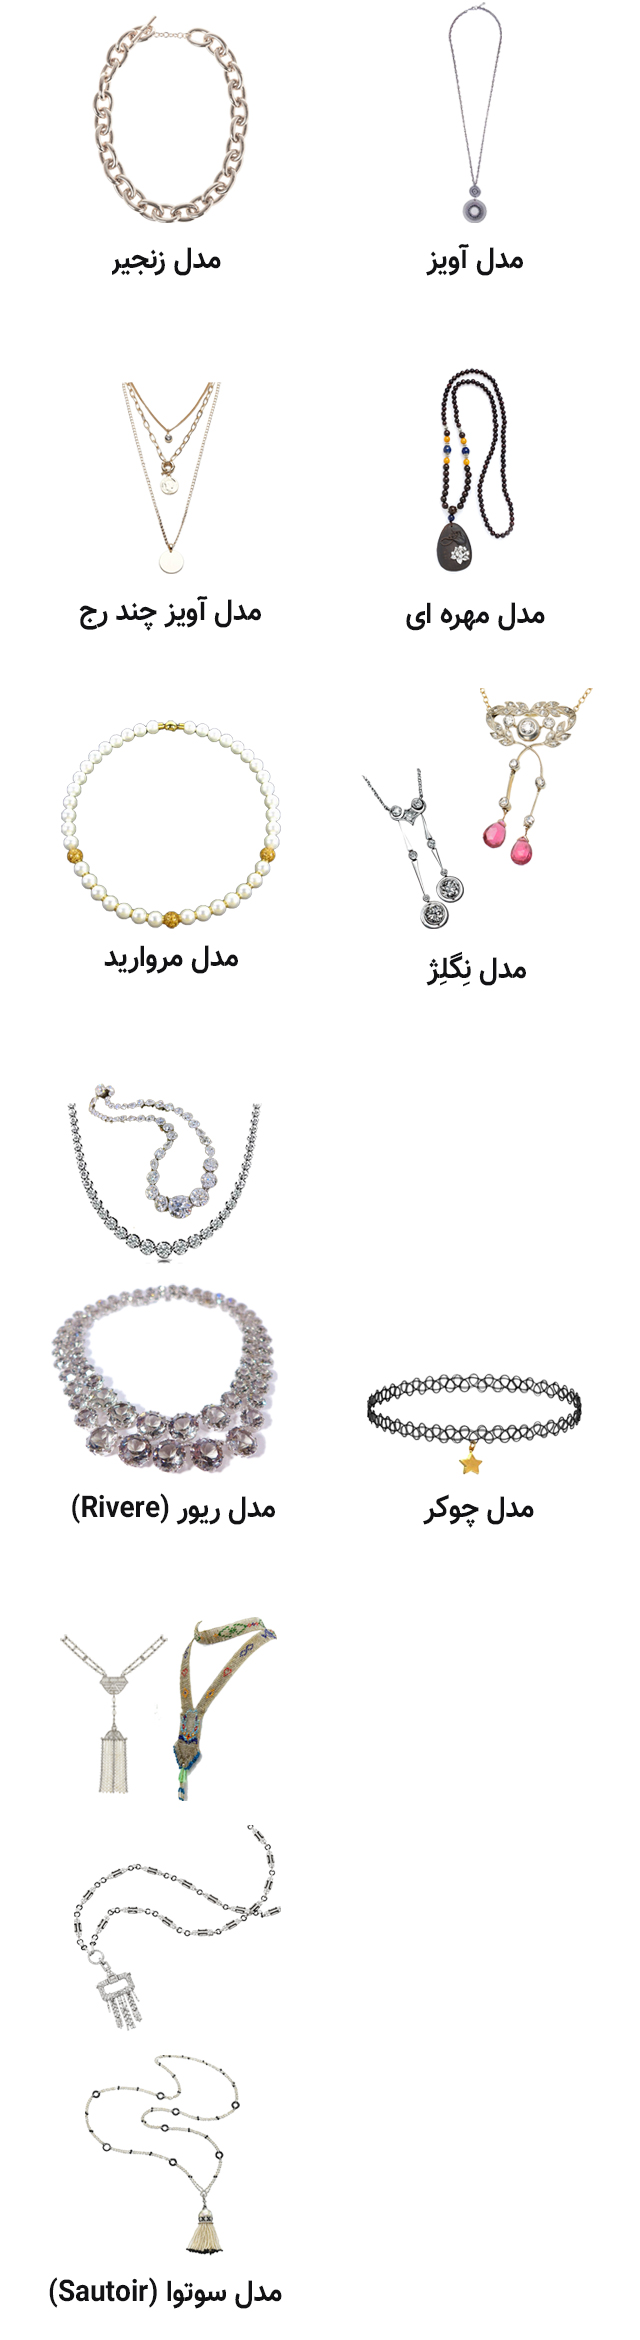 مدل آویز
مدل زنجیر
مدل مهره ای
مدل آویز چند رج
مدل نِگلِژ
مدل مروارید
مدل چوکر
مدل ریور (Rivere)
مدل سوتوا (Sautoir)